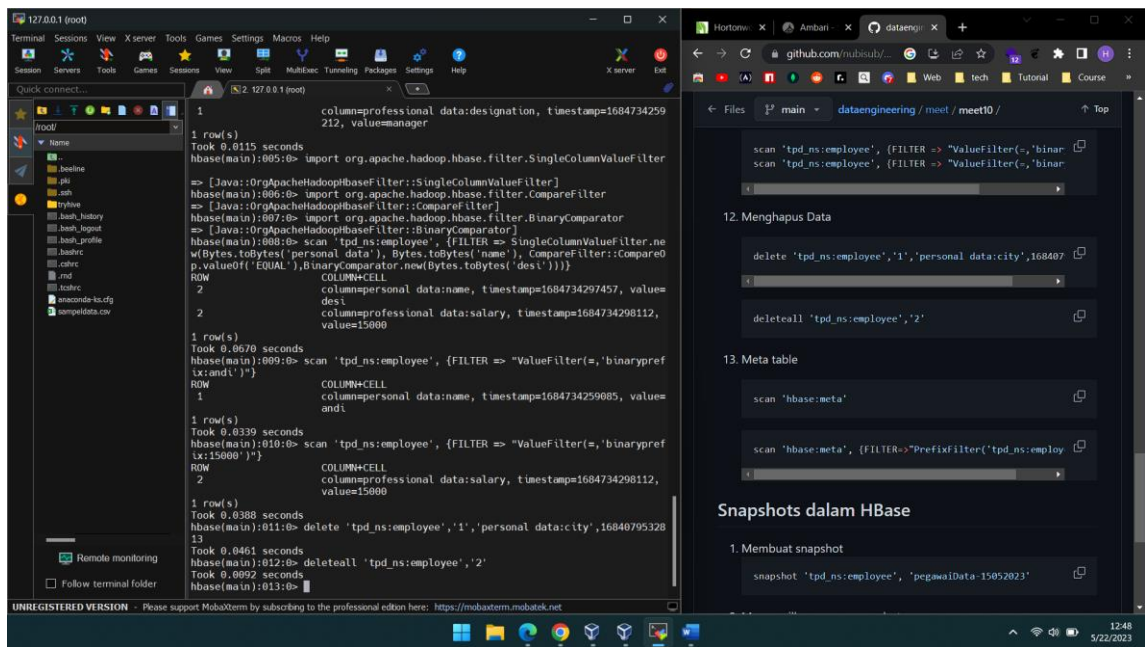 127.0.0.1 (root)
Terminal Sessions View X server Tools Games Settings Macros Help
Session Servers Tools Games Sessions View Split MultiExec Tunneling Packages Settings Help X server Exit
Quick connect...
2. 127.0.0.1 (root)
/root/
Name
..
.beeline
.pki
.ssh
tryhive
.bash_history
.bash_logout
.bash_profile
.bashrc
.cshrc
.rnd
.tcshrc
anaconda-ks.cfg
sampeldata.csv
Remote monitoring
Follow terminal folder
1 column=professional data:designation, timestamp=1684734259
212, value=manager
1 row(s)
Took 0.0115 seconds
hbase(main):005:0> import org.apache.hadoop.hbase.filter.SingleColumnValueFilter
=> [Java::OrgApacheHadoopHbaseFilter::SingleColumnValueFilter]
hbase(main):006:0> import org.apache.hadoop.hbase.filter.CompareFilter
=> [Java::OrgApacheHadoopHbaseFilter::CompareFilter]
hbase(main):007:0> import org.apache.hadoop.hbase.filter.BinaryComparator
=> [Java::OrgApacheHadoopHbaseFilter::BinaryComparator]
hbase(main):008:0> scan 'tpd_ns:employee', {FILTER => SingleColumnValueFilter.ne
w(Bytes.toBytes('personal data'), Bytes.toBytes('name'), CompareFilter::CompareO
p.valueOf('EQUAL'),BinaryComparator.new(Bytes.toBytes('desi')))}
ROW COLUMN+CELL
2 column=personal data:name, timestamp=1684734297457, value=
desi
2 column=professional data:salary, timestamp=1684734298112,
value=15000
1 row(s)
Took 0.0670 seconds
hbase(main):009:0> scan 'tpd_ns:employee', {FILTER => "ValueFilter(=,'binarypref
ix:andi')"}
ROW COLUMN+CELL
1 column=personal data:name, timestamp=1684734259085, value=
andi
1 row(s)
Took 0.0339 seconds
hbase(main):010:0> scan 'tpd_ns:employee', {FILTER => "ValueFilter(=,'binarypref
ix:15000')"}
ROW COLUMN+CELL
2 column=professional data:salary, timestamp=1684734298112,
value=15000
1 row(s)
Took 0.0388 seconds
hbase(main):011:0> delete 'tpd_ns:employee','1','personal data:city',16840795328
13
Took 0.0461 seconds
hbase(main):012:0> deleteall 'tpd_ns:employee','2'
Took 0.0092 seconds
hbase(main):013:0>
UNREGISTERED VERSION - Please support MobaXterm by subscribing to the professional edition here: https://mobaxterm.mobatek.net
Hortonwo Ambari - dataengin
github.com/nubisub/...
12
H
Web tech Tutorial Course
Files main dataengineering / meet / meet10 / Top
scan 'tpd_ns:employee', {FILTER => "ValueFilter(=,'binar
scan 'tpd_ns:employee', {FILTER => "ValueFilter(=,'binar
12. Menghapus Data
delete 'tpd_ns:employee','1','personal data:city',168407
deleteall 'tpd_ns:employee','2'
13. Meta table
scan 'hbase:meta'
scan 'hbase:meta', {FILTER=>"PrefixFilter('tpd_ns:employ
Snapshots dalam HBase
1. Membuat snapshot
snapshot 'tpd_ns:employee', 'pegawaiData-15052023'
12:48
5/22/2023